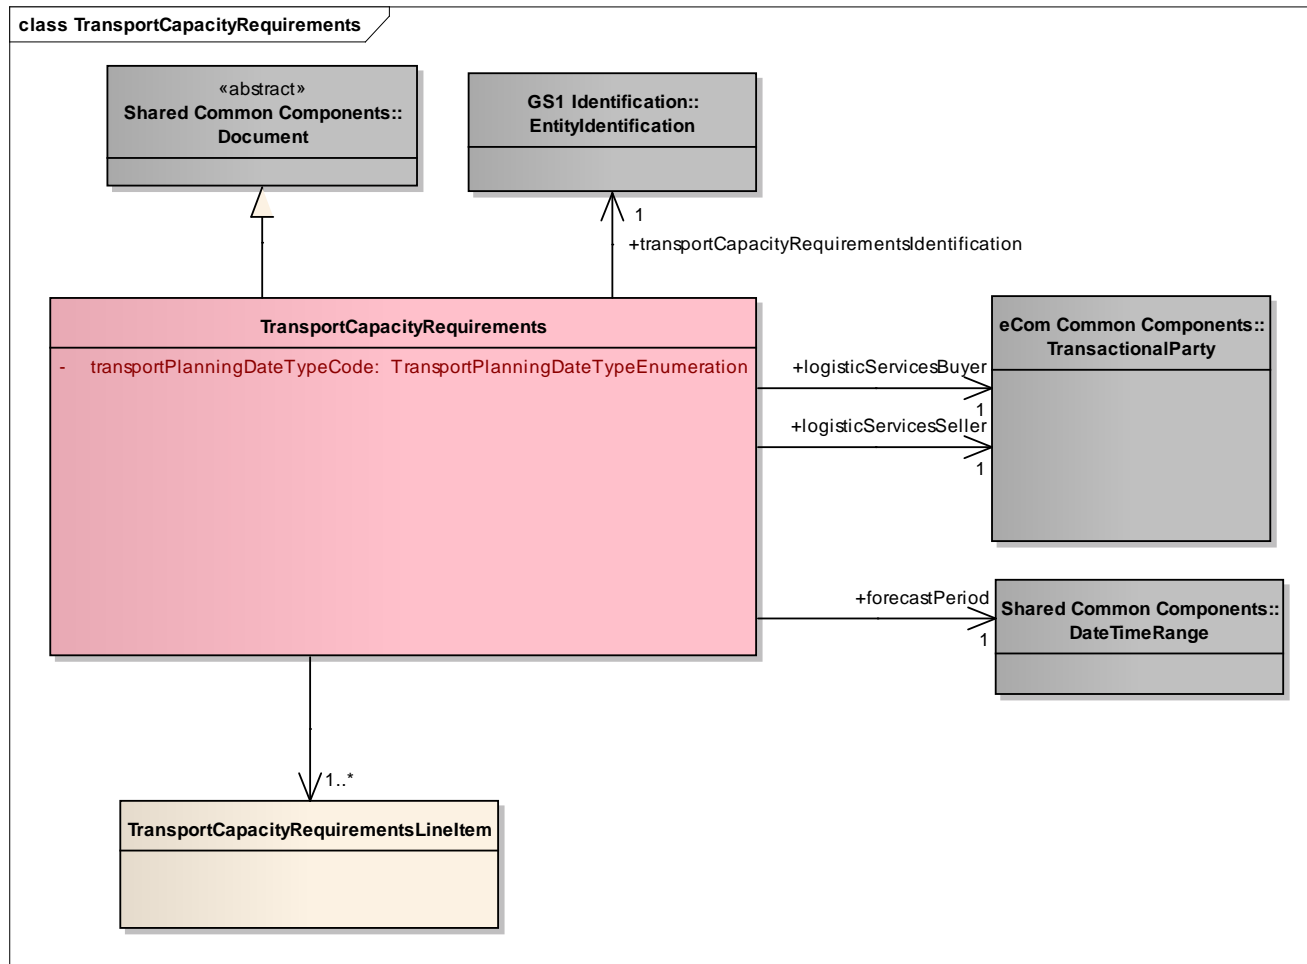 class TransportCapacityRequirements
«abstract»
Shared Common Components::
Document
GS1 Identification::
EntityIdentification
1
+transportCapacityRequirementsIdentification
TransportCapacityRequirements
- transportPlanningDateTypeCode: TransportPlanningDateTypeEnumeration
eCom Common Components::
TransactionalParty
+logisticServicesBuyer
1
+logisticServicesSeller
1
+forecastPeriod
1
Shared Common Components::
DateTimeRange
1..*
TransportCapacityRequirementsLineItem